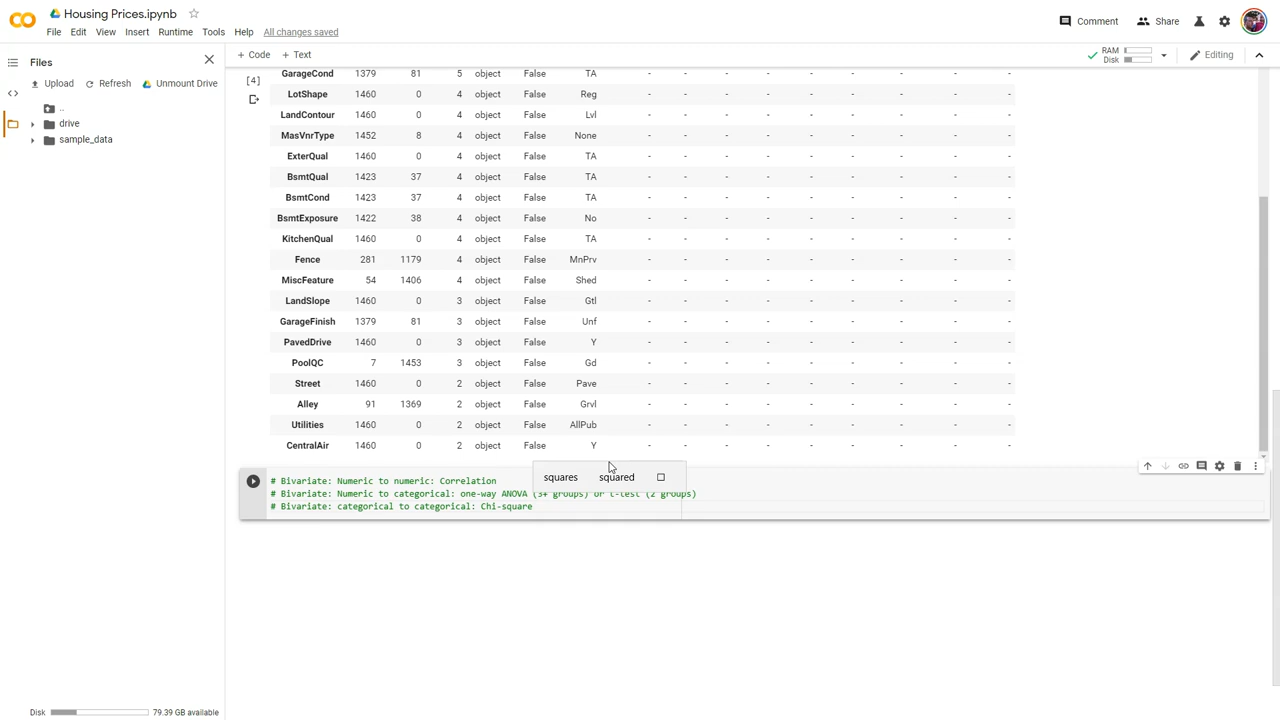 Housing Prices.ipynb
Comment
Share
File Edit View Insert Runtime Tools Help All changes saved
Files
+ Code + Text
RAM
Disk
Editing
Upload Refresh Unmount Drive
..
drive
sample_data
[4]
GarageCond 1379 81 5 object False TA - - - - - - - -
LotShape 1460 0 4 object False Reg - - - - - - - -
LandContour 1460 0 4 object False Lvl - - - - - - - -
MasVnrType 1452 8 4 object False None - - - - - - - -
ExterQual 1460 0 4 object False TA - - - - - - - -
BsmtQual 1423 37 4 object False TA - - - - - - - -
BsmtCond 1423 37 4 object False TA - - - - - - - -
BsmtExposure 1422 38 4 object False No - - - - - - - -
KitchenQual 1460 0 4 object False TA - - - - - - - -
Fence 281 1179 4 object False MnPrv - - - - - - - -
MiscFeature 54 1406 4 object False Shed - - - - - - - -
LandSlope 1460 0 3 object False Gtl - - - - - - - -
GarageFinish 1379 81 3 object False Unf - - - - - - - -
PavedDrive 1460 0 3 object False Y - - - - - - - -
PoolQC 7 1453 3 object False Gd - - - - - - - -
Street 1460 0 2 object False Pave - - - - - - - -
Alley 91 1369 2 object False Grvl - - - - - - - -
Utilities 1460 0 2 object False AllPub - - - - - - - -
CentralAir 1460 0 2 object False Y - - - - - - - -
squares squared
# Bivariate: Numeric to numeric: Correlation
# Bivariate: Numeric to categorical: one-way ANOVA (3+ groups) or t-test (2 groups)
# Bivariate: categorical to categorical: Chi-square
Disk 79.39 GB available